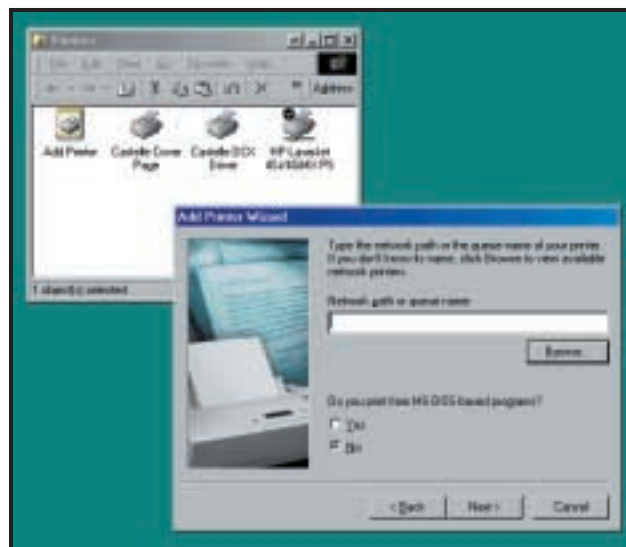 Printers
File Edit View Go Favorites Help
Address
Add Printer
Castelle Cover
Page
Castelle DCX
Driver
HP LaserJet
1 object(s) selected
Add Printer Wizard
Type the network path or the queue name of your printer.
If you don't know its name, click Browse to view available
network printers.
Network path or queue name:
Browse...
Do you print from MS-DOS-based programs?
Yes
No
< Back
Next >
Cancel